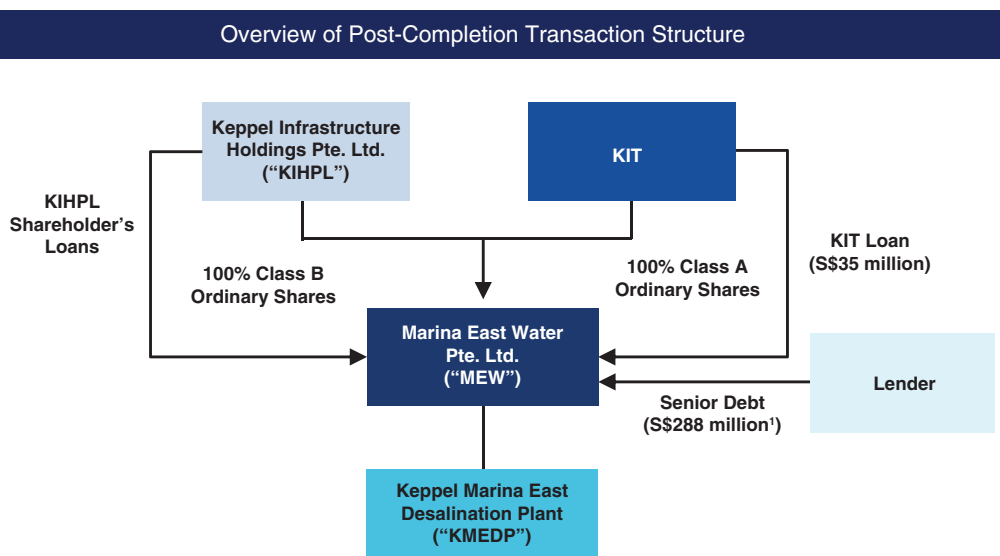 Overview of Post-Completion Transaction Structure
Keppel Infrastructure
Holdings Pte. Ltd.
(“KIHPL”)
KIT
KIHPL
Shareholder’s
Loans
100% Class B
Ordinary Shares
100% Class A
Ordinary Shares
KIT Loan
(S$35 million)
Marina East Water
Pte. Ltd.
(“MEW”)
Lender
Senior Debt
(S$288 million¹)
Keppel Marina East
Desalination Plant
(“KMEDP”)